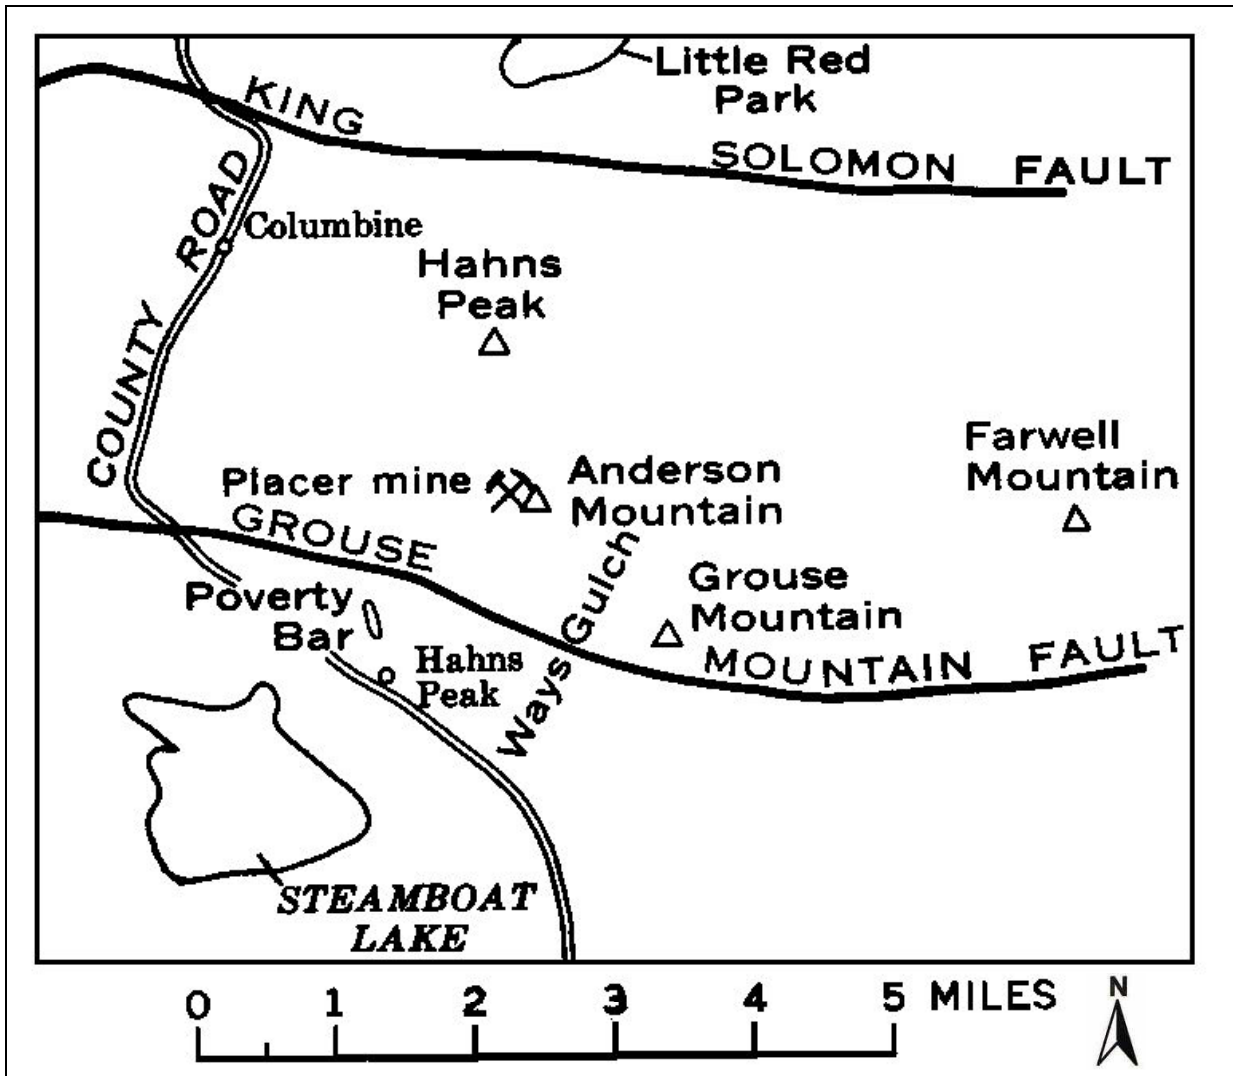 Little Red
Park
KING SOLOMON FAULT
COUNTY ROAD
Columbine
Hahns
Peak
Farwell
Mountain
Placer mine
Anderson
Mountain
GROUSE MOUNTAIN FAULT
Ways Gulch
Grouse
Mountain
Poverty
Bar
Hahns
Peak
STEAMBOAT
LAKE
0 1 2 3 4 5 MILES
N